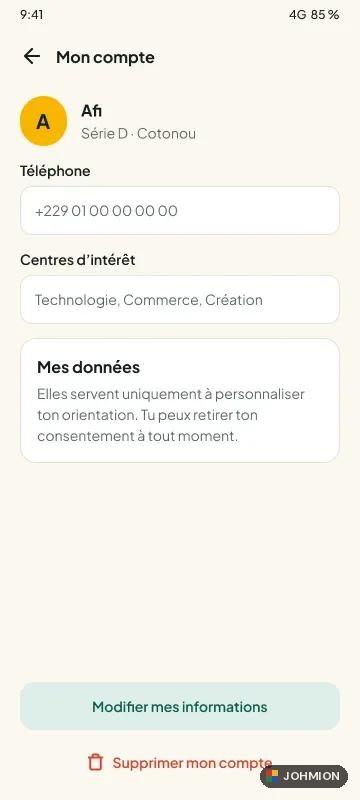 9:41
4G 85 %
Mon compte
A
Afi
Série D · Cotonou
Téléphone
+229 01 00 00 00 00
Centres d’intérêt
Technologie, Commerce, Création
Mes données
Elles servent uniquement à personnaliser
ton orientation. Tu peux retirer ton
consentement à tout moment.
Modifier mes informations
Supprimer mon compte
JOHMION